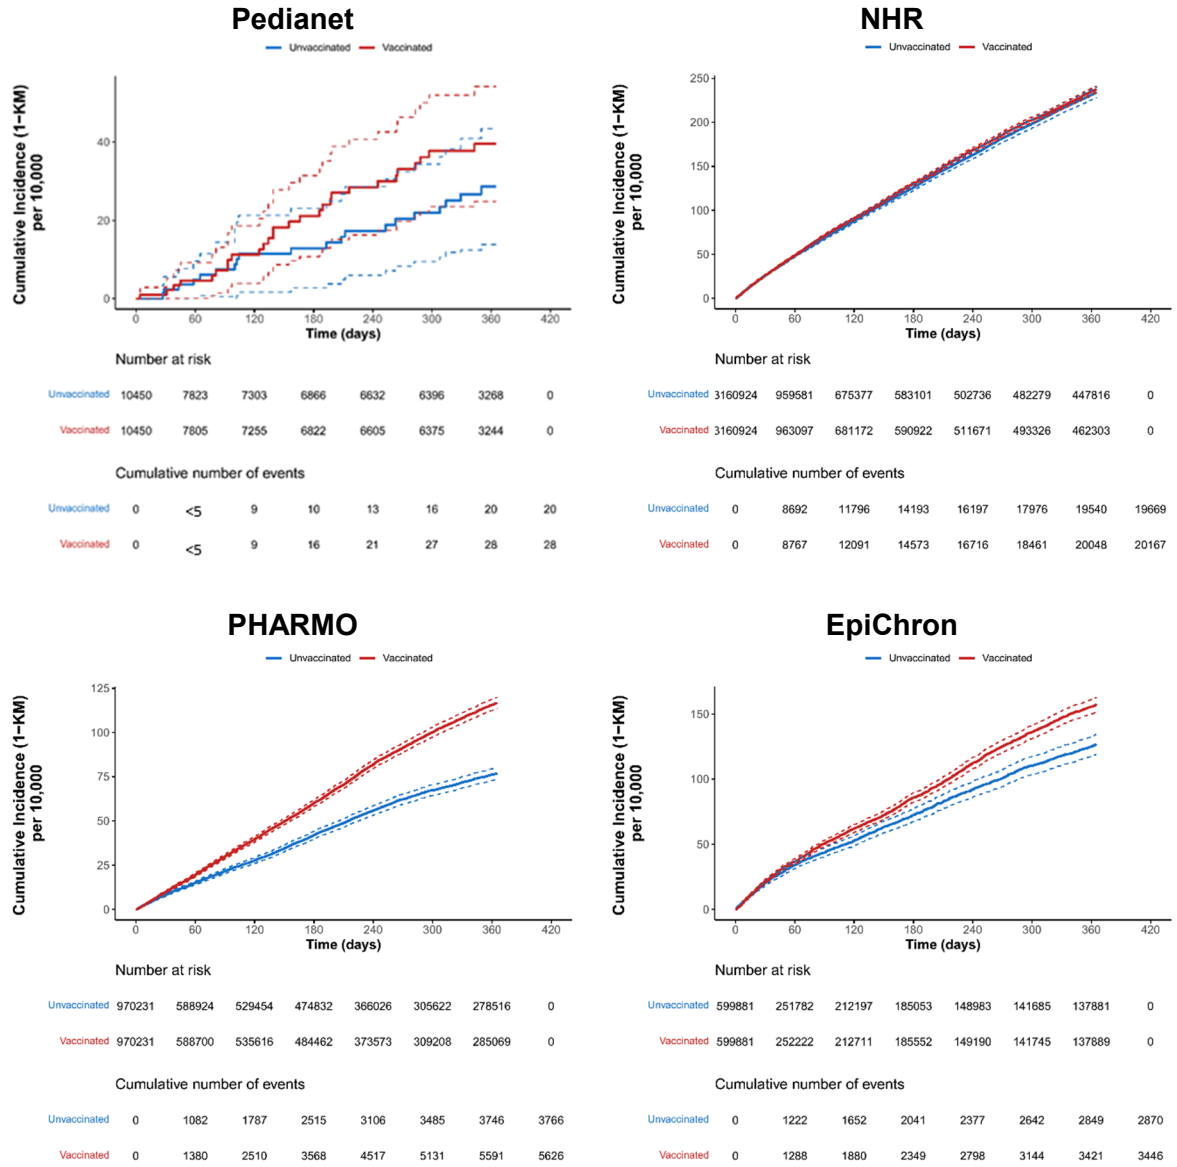 Pedianet
Unvaccinated Vaccinated
Cumulative Incidence (1−KM)
per 10,000
40
20
0
0 60 120 180 240 300 360 420
Time (days)
Number at risk
Unvaccinated 10450 7823 7303 6866 6632 6396 3268 0
Vaccinated 10450 7805 7255 6822 6605 6375 3244 0
Cumulative number of events
Unvaccinated 0 <5 9 10 13 16 20 20
Vaccinated 0 <5 9 16 21 27 28 28
NHR
Unvaccinated Vaccinated
Cumulative Incidence (1−KM)
per 10,000
250
200
150
100
50
0
0 60 120 180 240 300 360 420
Time (days)
Number at risk
Unvaccinated 3160924 959581 675377 583101 502736 482279 447816 0
Vaccinated 3160924 963097 681172 590922 511671 493326 462303 0
Cumulative number of events
Unvaccinated 0 8692 11796 14193 16197 17976 19540 19669
Vaccinated 0 8767 12091 14573 16716 18461 20048 20167
PHARMO
Unvaccinated Vaccinated
Cumulative Incidence (1−KM)
per 10,000
125
100
75
50
25
0
0 60 120 180 240 300 360 420
Time (days)
Number at risk
Unvaccinated 970231 588924 529454 474832 366026 305622 278516 0
Vaccinated 970231 588700 535616 484462 373573 309208 285069 0
Cumulative number of events
Unvaccinated 0 1082 1787 2515 3106 3485 3746 3766
Vaccinated 0 1380 2510 3568 4517 5131 5591 5626
EpiChron
Unvaccinated Vaccinated
Cumulative Incidence (1−KM)
per 10,000
150
100
50
0
0 60 120 180 240 300 360 420
Time (days)
Number at risk
Unvaccinated 599881 251782 212197 185053 148983 141685 137881 0
Vaccinated 599881 252222 212711 185552 149190 141745 137889 0
Cumulative number of events
Unvaccinated 0 1222 1652 2041 2377 2642 2849 2870
Vaccinated 0 1288 1880 2349 2798 3144 3421 3446